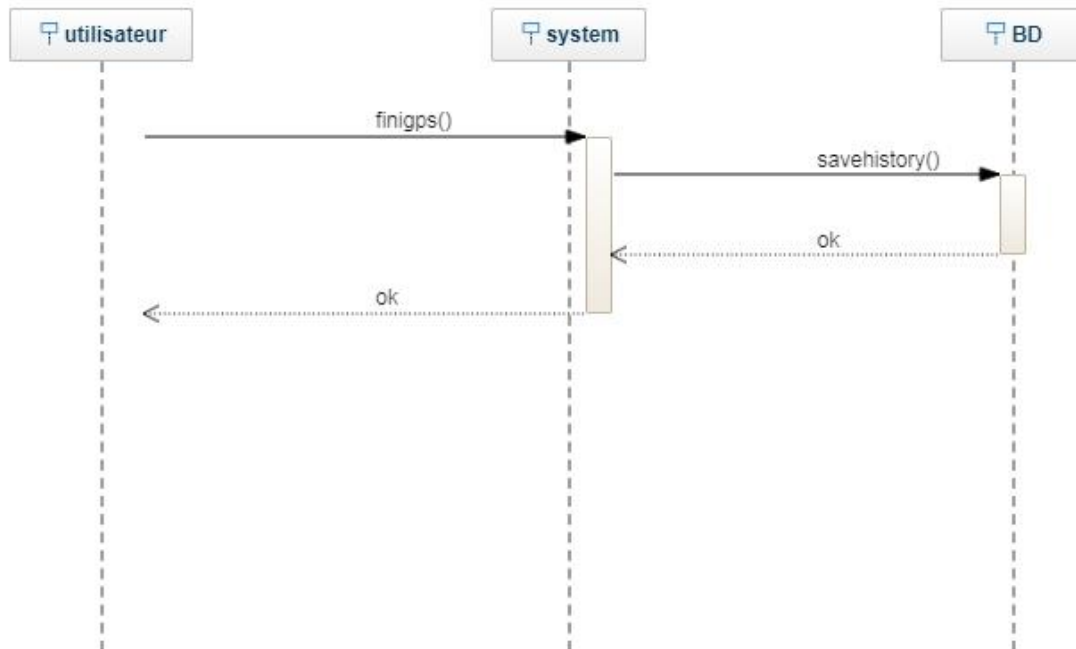 utilisateur
system
BD
finigps()
savehistory()
ok
ok